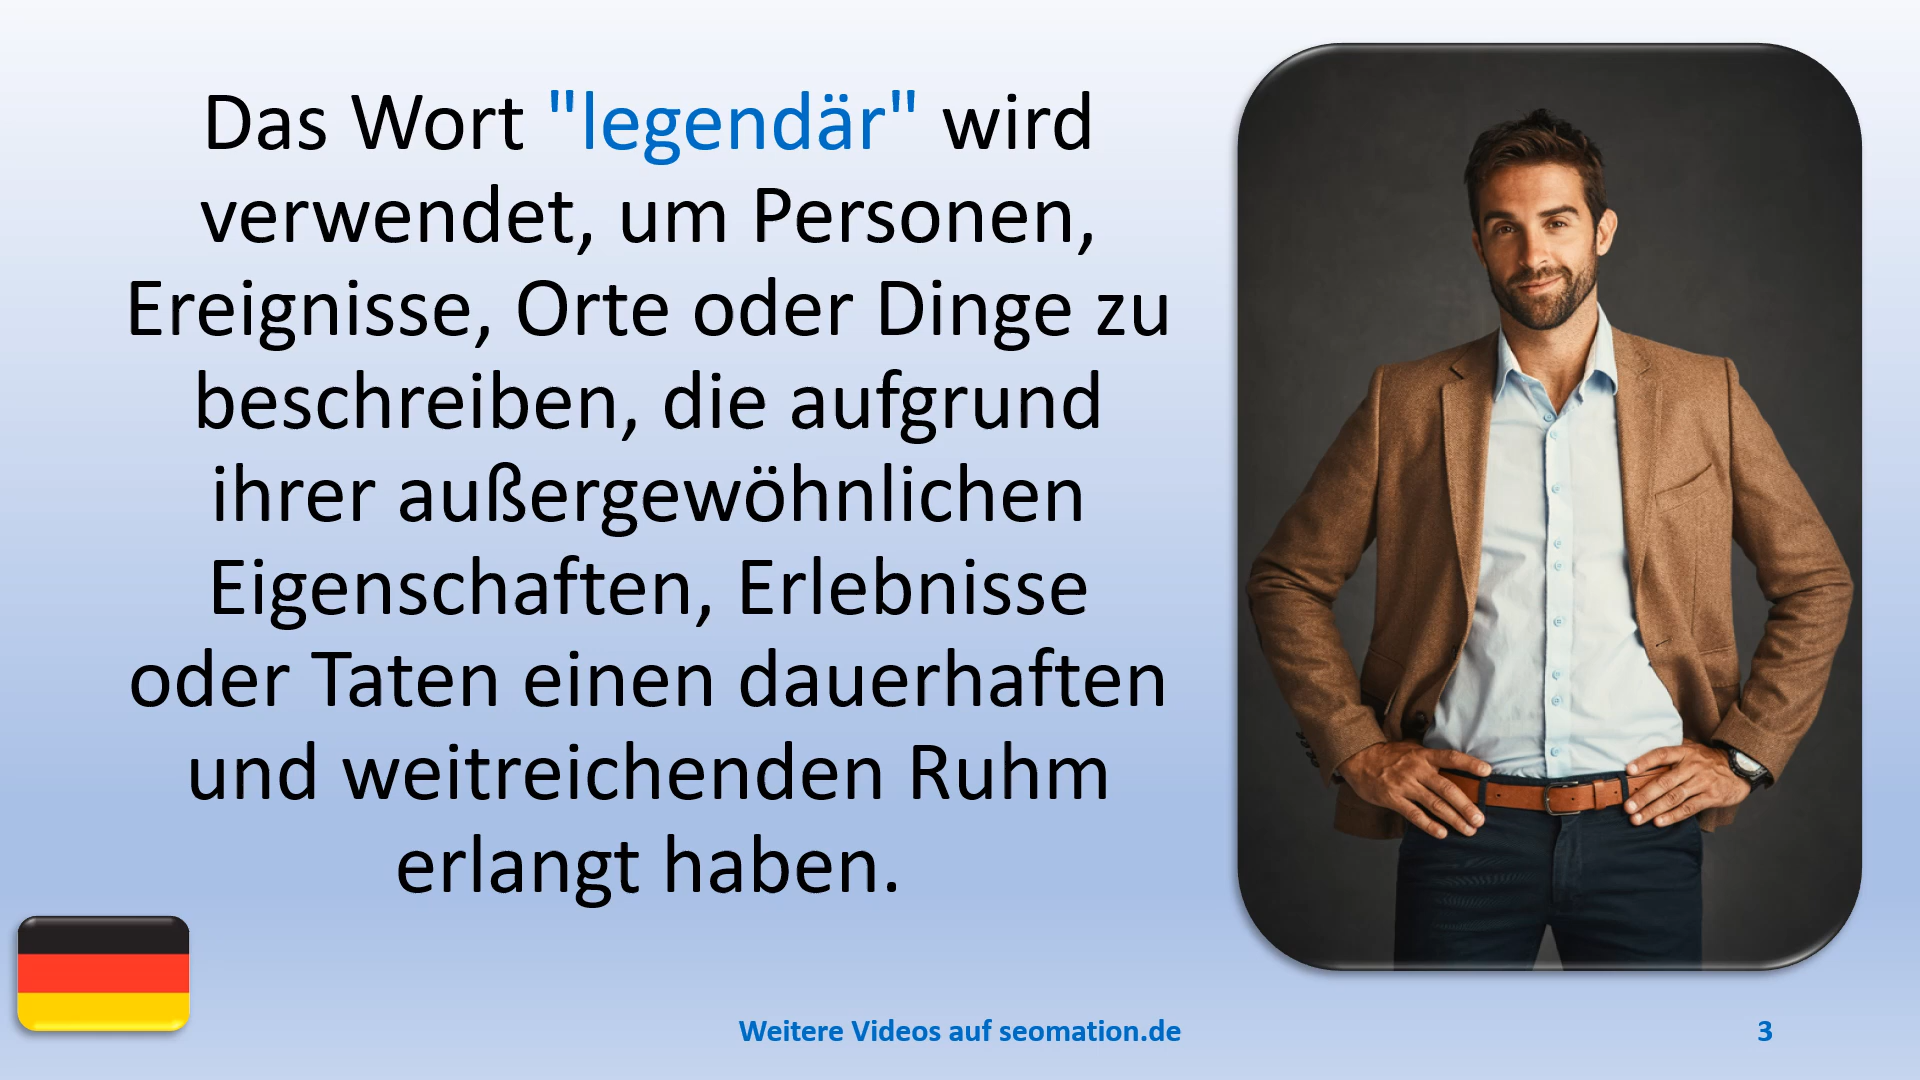 Das Wort "legendär" wird
verwendet, um Personen,
Ereignisse, Orte oder Dinge zu
beschreiben, die aufgrund
ihrer außergewöhnlichen
Eigenschaften, Erlebnisse
oder Taten einen dauerhaften
und weitreichenden Ruhm
erlangt haben.
Weitere Videos auf seomation.de
3